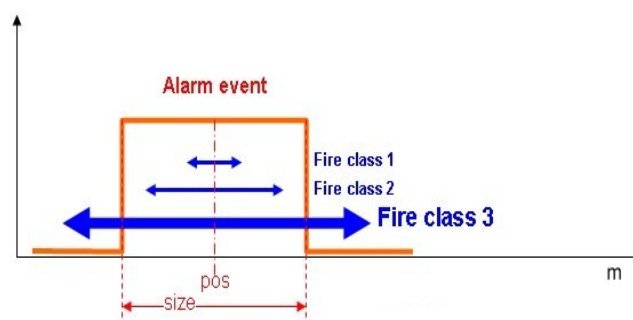 Alarm event
Fire class 1
Fire class 2
Fire class 3
m
pos
size